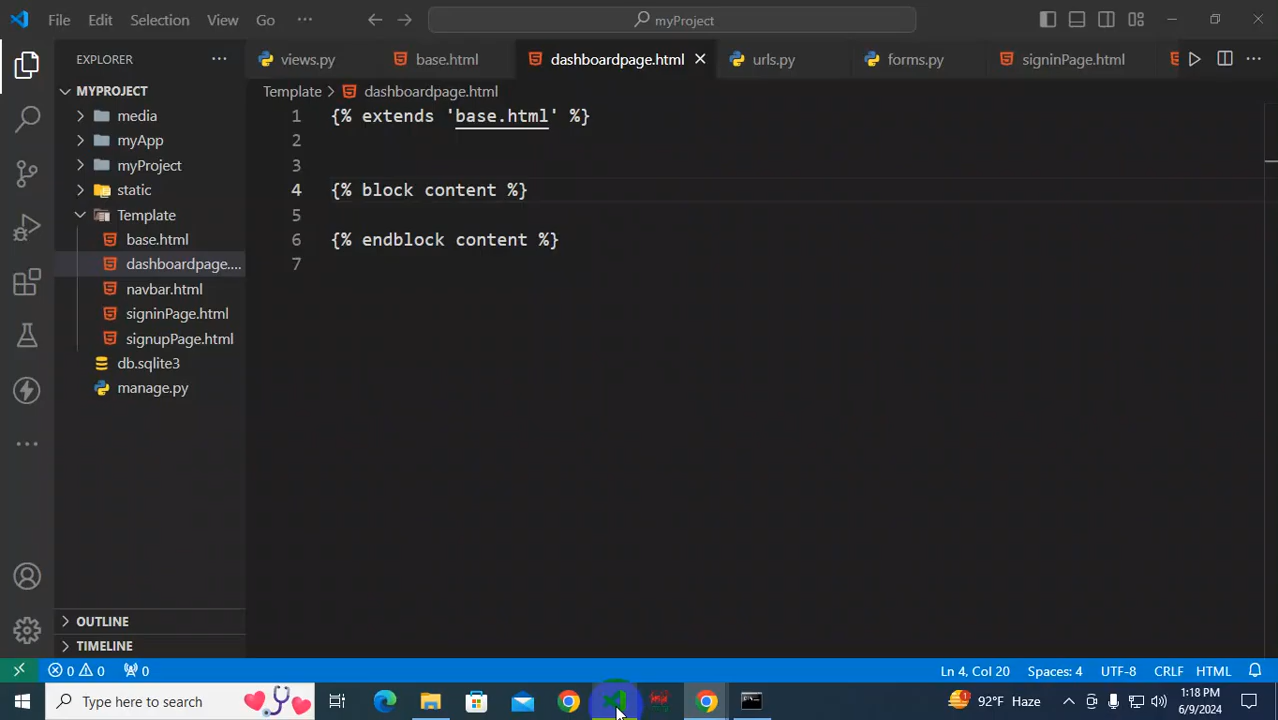 File Edit Selection View Go ··· myProject
EXPLORER ··· views.py base.html dashboardpage.html urls.py forms.py signinPage.html
MYPROJECT
Template > dashboardpage.html
media
myApp
myProject
static
Template
base.html
dashboardpage....
navbar.html
signinPage.html
signupPage.html
db.sqlite3
manage.py
OUTLINE
TIMELINE
1 {% extends 'base.html' %}
2
3
4 {% block content %}
5
6 {% endblock content %}
7
0 0 0 Ln 4, Col 20 Spaces: 4 UTF-8 CRLF HTML
Type here to search 92°F Haze 1:18 PM
6/9/2024